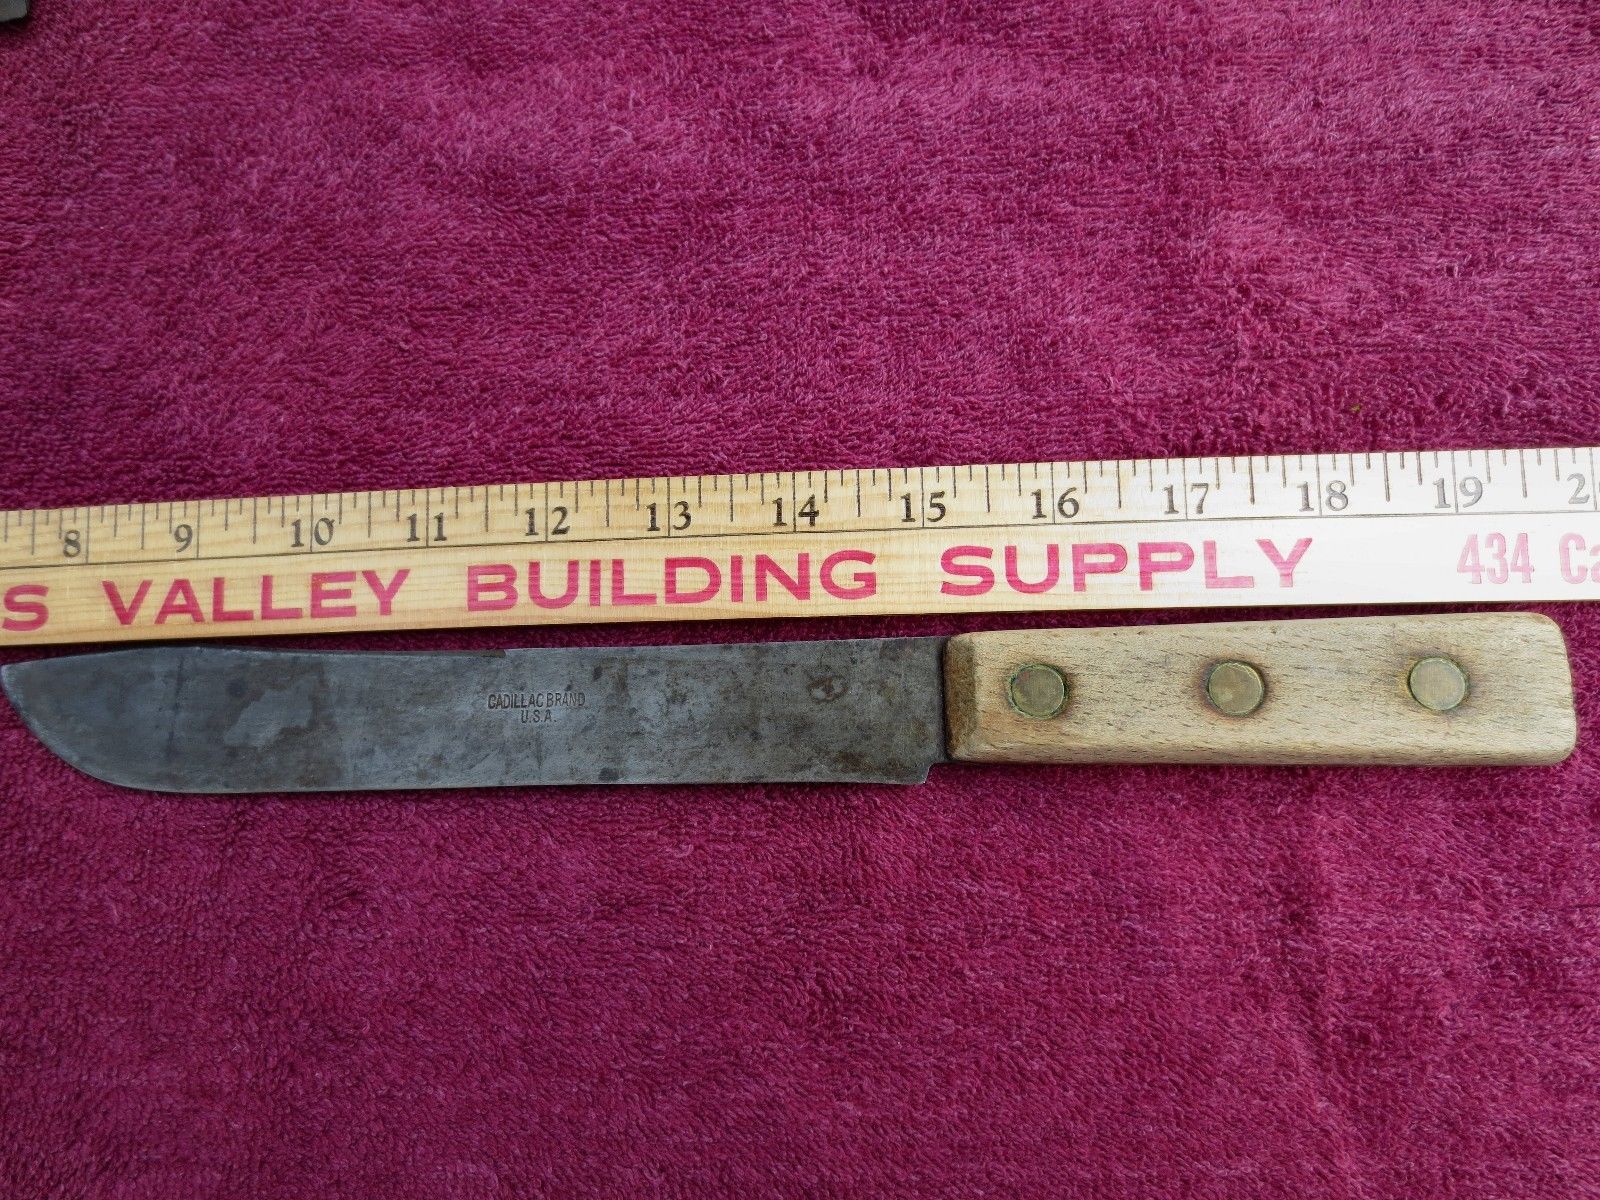 8 9 10 11 12 13 14 15 16 17 18 19
S VALLEY BUILDING SUPPLY 434
CADILLAC BRAND
U.S.A.